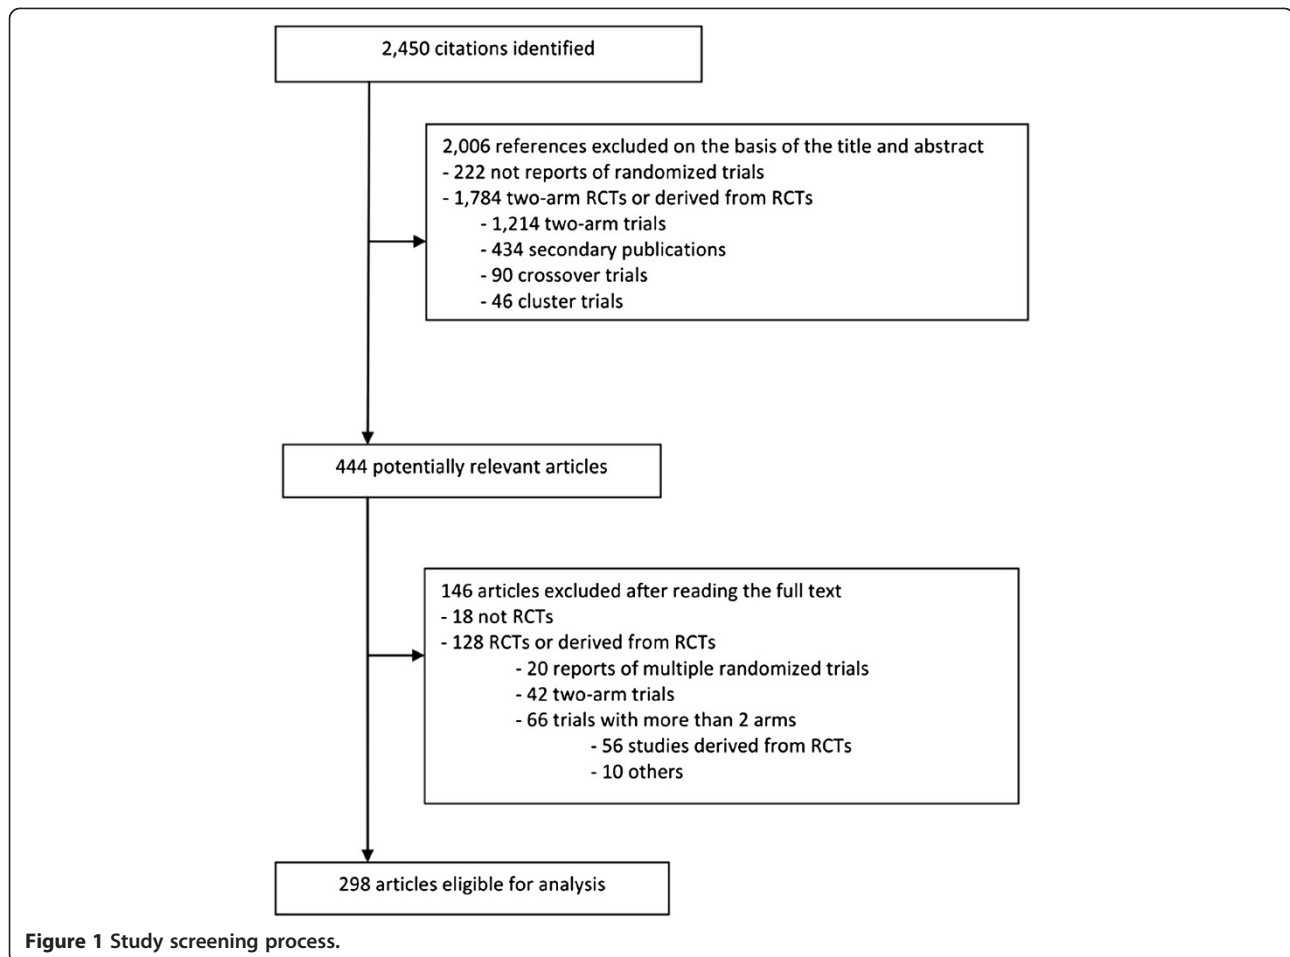 2,450 citations identified
2,006 references excluded on the basis of the title and abstract
- 222 not reports of randomized trials
- 1,784 two-arm RCTs or derived from RCTs
- 1,214 two-arm trials
- 434 secondary publications
- 90 crossover trials
- 46 cluster trials
444 potentially relevant articles
146 articles excluded after reading the full text
- 18 not RCTs
- 128 RCTs or derived from RCTs
- 20 reports of multiple randomized trials
- 42 two-arm trials
- 66 trials with more than 2 arms
- 56 studies derived from RCTs
- 10 others
298 articles eligible for analysis
Figure 1 Study screening process.